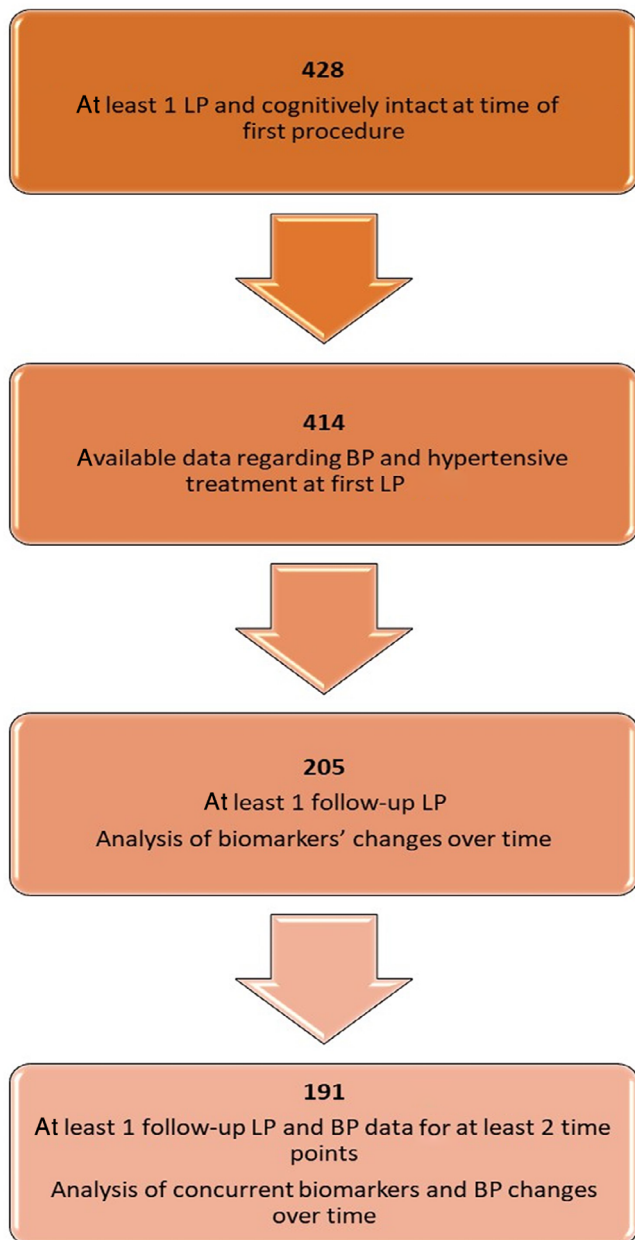 428
At least 1 LP and cognitively intact at time of
first procedure
414
Available data regarding BP and hypertensive
treatment at first LP
205
At least 1 follow-up LP
Analysis of biomarkers’ changes over time
191
At least 1 follow-up LP and BP data for at least 2 time
points
Analysis of concurrent biomarkers and BP changes
over time